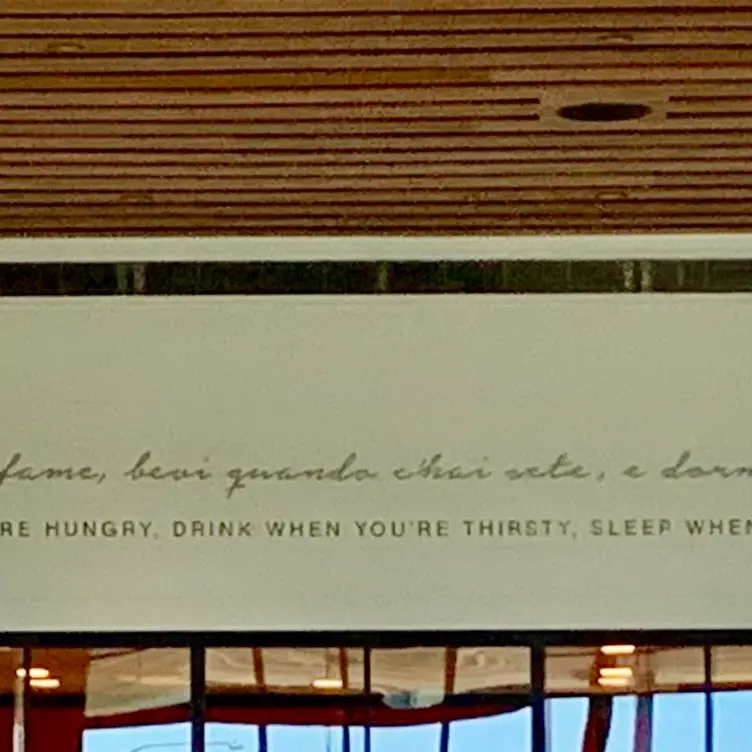 fame, bevi quando c'hai sete, e dorm
RE HUNGRY, DRINK WHEN YOU'RE THIRSTY, SLEEP WHEN